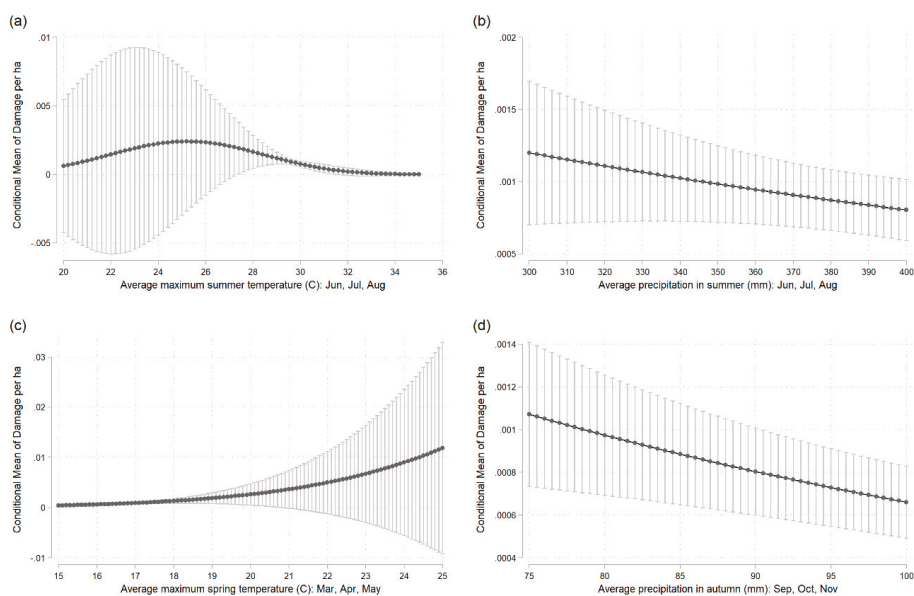 (a)
Conditional Mean of Damage per ha
.01
.005
0
-.005
20 22 24 26 28 30 32 34 36
Average maximum summer temperature (C): Jun, Jul, Aug
(b)
Conditional Mean of Damage per ha
.002
.0015
.001
.0005
300 310 320 330 340 350 360 370 380 390 400
Average precipitation in summer (mm): Jun, Jul, Aug
(c)
Conditional Mean of Damage per ha
.03
.02
.01
0
-.01
15 16 17 18 19 20 21 22 23 24 25
Average maximum spring temperature (C): Mar, Apr, May
(d)
Conditional Mean of Damage per ha
.0014
.0012
.001
.0008
.0006
.0004
75 80 85 90 95 100
Average precipitation in autumn (mm): Sep, Oct, Nov